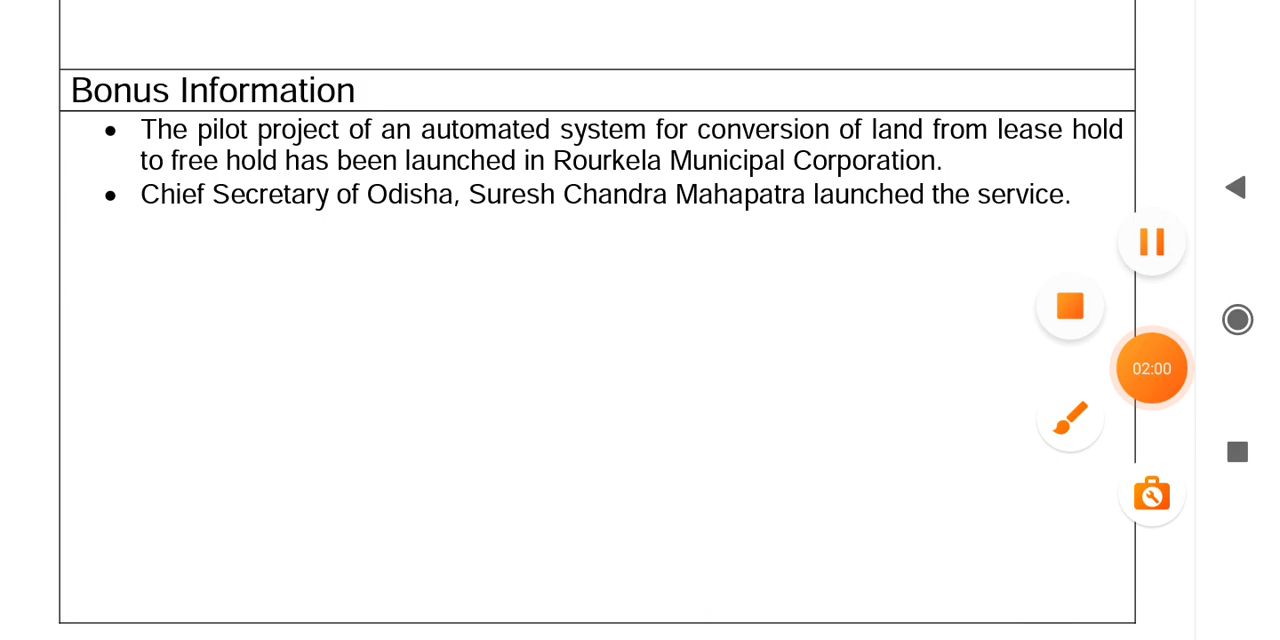 Bonus Information
• The pilot project of an automated system for conversion of land from lease hold
to free hold has been launched in Rourkela Municipal Corporation.
• Chief Secretary of Odisha, Suresh Chandra Mahapatra launched the service.
02:00